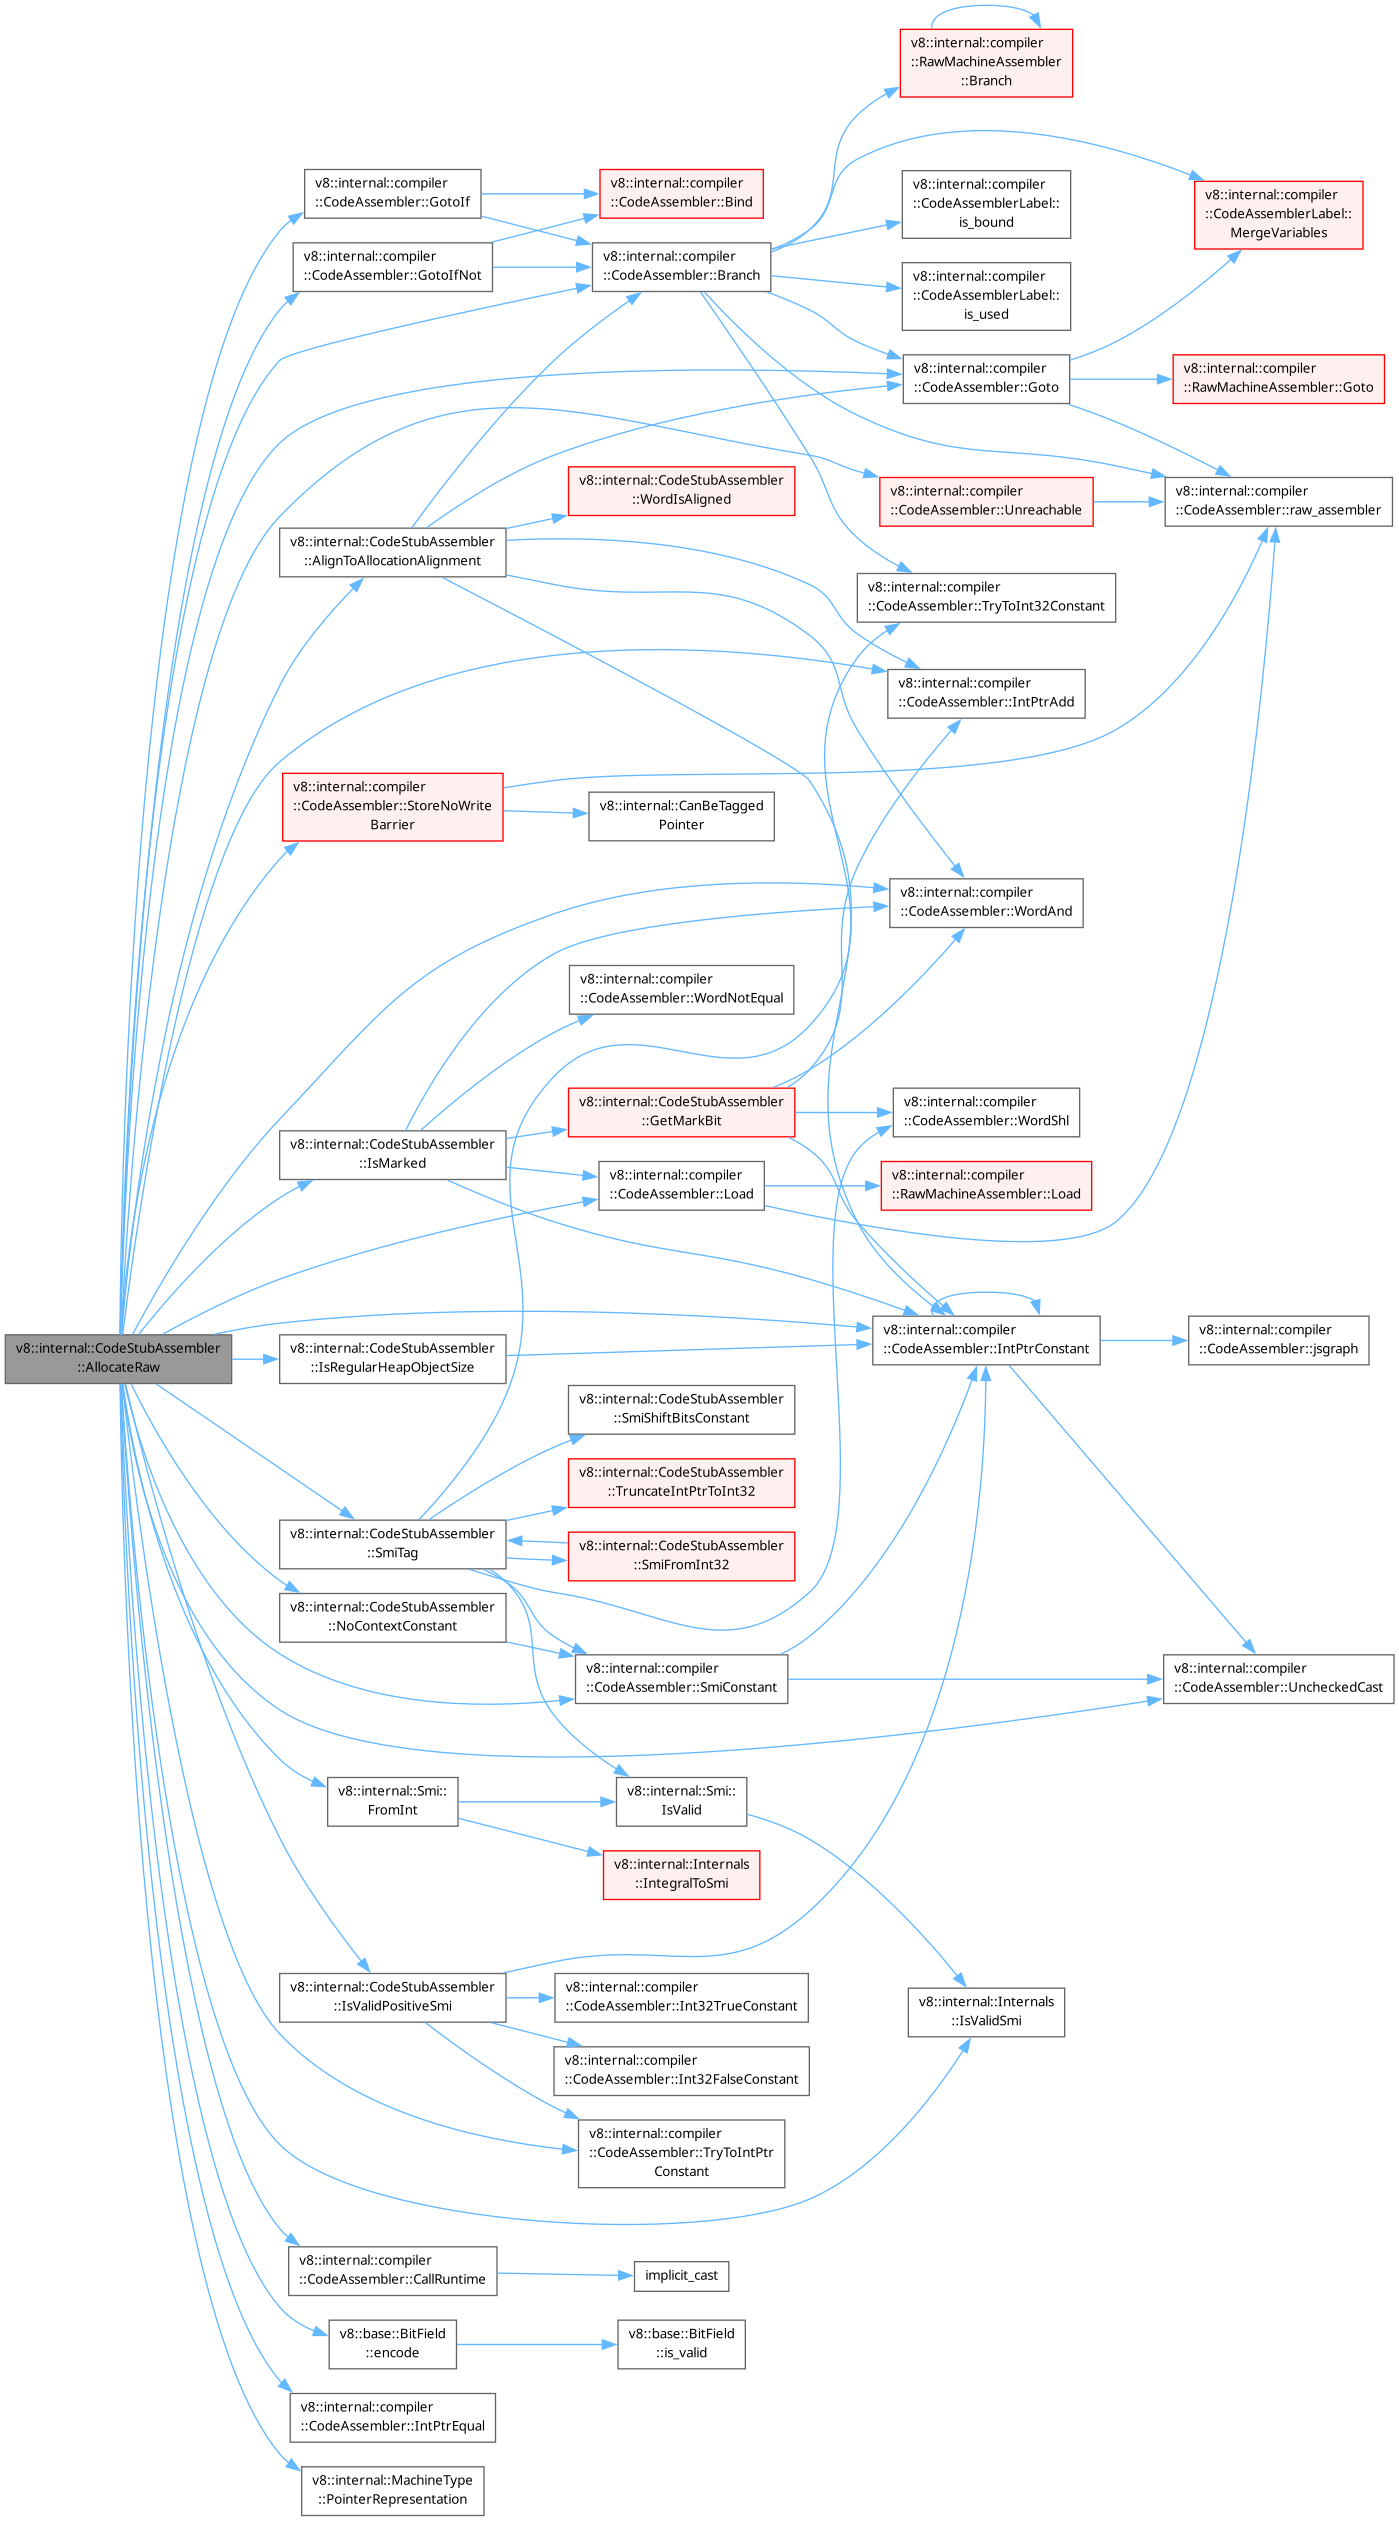 v8::internal::compiler
::RawMachineAssembler
::Branch
v8::internal::compiler
::CodeAssembler::GotoIf
v8::internal::compiler
::CodeAssembler::Bind
v8::internal::compiler
::CodeAssemblerLabel::
is_bound
v8::internal::compiler
::CodeAssemblerLabel::
MergeVariables
v8::internal::compiler
::CodeAssembler::GotoIfNot
v8::internal::compiler
::CodeAssembler::Branch
v8::internal::compiler
::CodeAssemblerLabel::
is_used
v8::internal::compiler
::CodeAssembler::Goto
v8::internal::compiler
::RawMachineAssembler::Goto
v8::internal::CodeStubAssembler
::WordIsAligned
v8::internal::compiler
::CodeAssembler::Unreachable
v8::internal::compiler
::CodeAssembler::raw_assembler
v8::internal::CodeStubAssembler
::AlignToAllocationAlignment
v8::internal::compiler
::CodeAssembler::TryToInt32Constant
v8::internal::compiler
::CodeAssembler::IntPtrAdd
v8::internal::compiler
::CodeAssembler::StoreNoWrite
Barrier
v8::internal::CanBeTagged
Pointer
v8::internal::compiler
::CodeAssembler::WordAnd
v8::internal::compiler
::CodeAssembler::WordNotEqual
v8::internal::CodeStubAssembler
::GetMarkBit
v8::internal::compiler
::CodeAssembler::WordShl
v8::internal::CodeStubAssembler
::IsMarked
v8::internal::compiler
::CodeAssembler::Load
v8::internal::compiler
::RawMachineAssembler::Load
v8::internal::CodeStubAssembler
::AllocateRaw
v8::internal::CodeStubAssembler
::IsRegularHeapObjectSize
v8::internal::compiler
::CodeAssembler::IntPtrConstant
v8::internal::compiler
::CodeAssembler::jsgraph
v8::internal::CodeStubAssembler
::SmiShiftBitsConstant
v8::internal::CodeStubAssembler
::TruncateIntPtrToInt32
v8::internal::CodeStubAssembler
::SmiTag
v8::internal::CodeStubAssembler
::SmiFromInt32
v8::internal::CodeStubAssembler
::NoContextConstant
v8::internal::compiler
::CodeAssembler::SmiConstant
v8::internal::compiler
::CodeAssembler::UncheckedCast
v8::internal::Smi::
FromInt
v8::internal::Smi::
IsValid
v8::internal::Internals
::IntegralToSmi
v8::internal::CodeStubAssembler
::IsValidPositiveSmi
v8::internal::compiler
::CodeAssembler::Int32TrueConstant
v8::internal::Internals
::IsValidSmi
v8::internal::compiler
::CodeAssembler::Int32FalseConstant
v8::internal::compiler
::CodeAssembler::TryToIntPtr
Constant
v8::internal::compiler
::CodeAssembler::CallRuntime
implicit_cast
v8::base::BitField
::encode
v8::base::BitField
::is_valid
v8::internal::compiler
::CodeAssembler::IntPtrEqual
v8::internal::MachineType
::PointerRepresentation